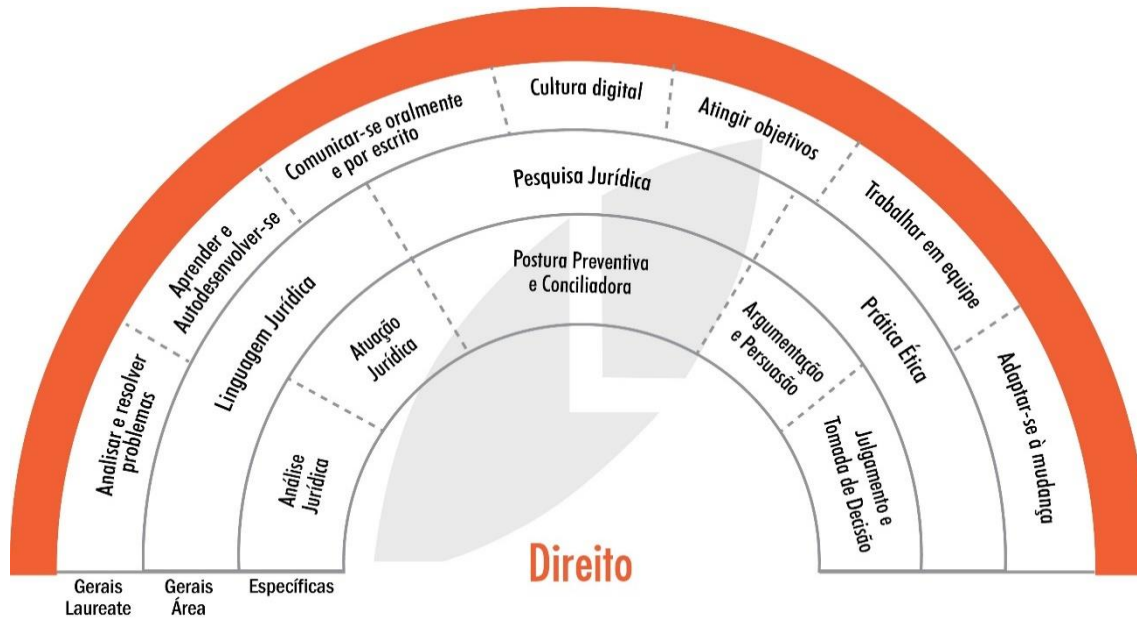 Analisar e resolver
problemas
Aprender e
Autodesenvolver-se
Comunicar-se oralmente
e por escrito
Cultura digital
Atingir objetivos
Trabalhar em equipe
Adaptar-se à mudança
Linguagem Jurídica
Pesquisa Jurídica
Prática Ética
Análise
Jurídica
Atuação
Jurídica
Postura Preventiva
e Conciliadora
Argumentação
e Persuasão
Julgamento e
Tomada de Decisão
Direito
Gerais
Laureate
Gerais
Área
Específicas